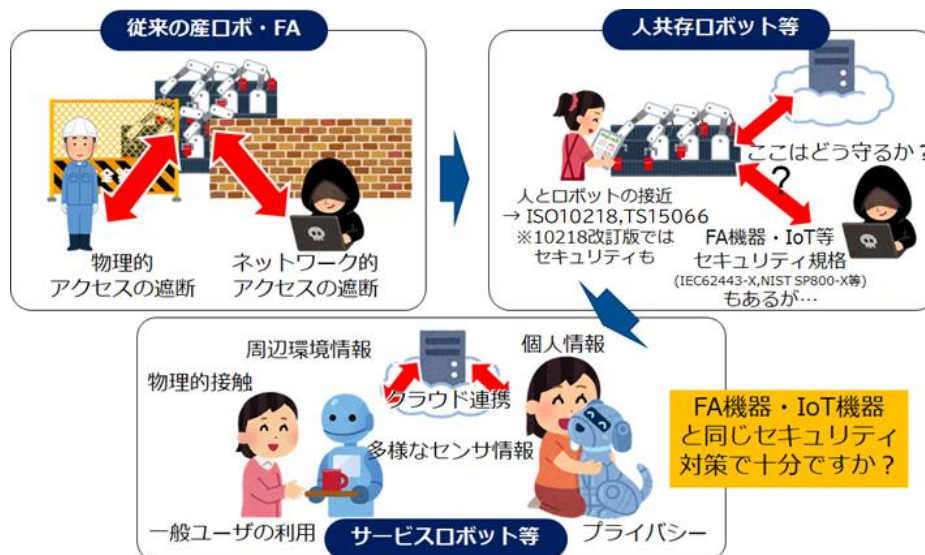 従来の産ロボ・FA
物理的
アクセスの遮断
ネットワーク的
アクセスの遮断
人共存ロボット等
ここはどう守るか？
?
人とロボットの接近
→ ISO10218,TS15066
※10218改訂版では
セキュリティも
FA機器・IoT等
セキュリティ規格
(IEC62443-X,NIST SP800-X等)
もあるが…
周辺環境情報
個人情報
物理的接触
クラウド連携
多様なセンサ情報
一般ユーザの利用
プライバシー
サービスロボット等
FA機器・IoT機器
と同じセキュリティ
対策で十分ですか？